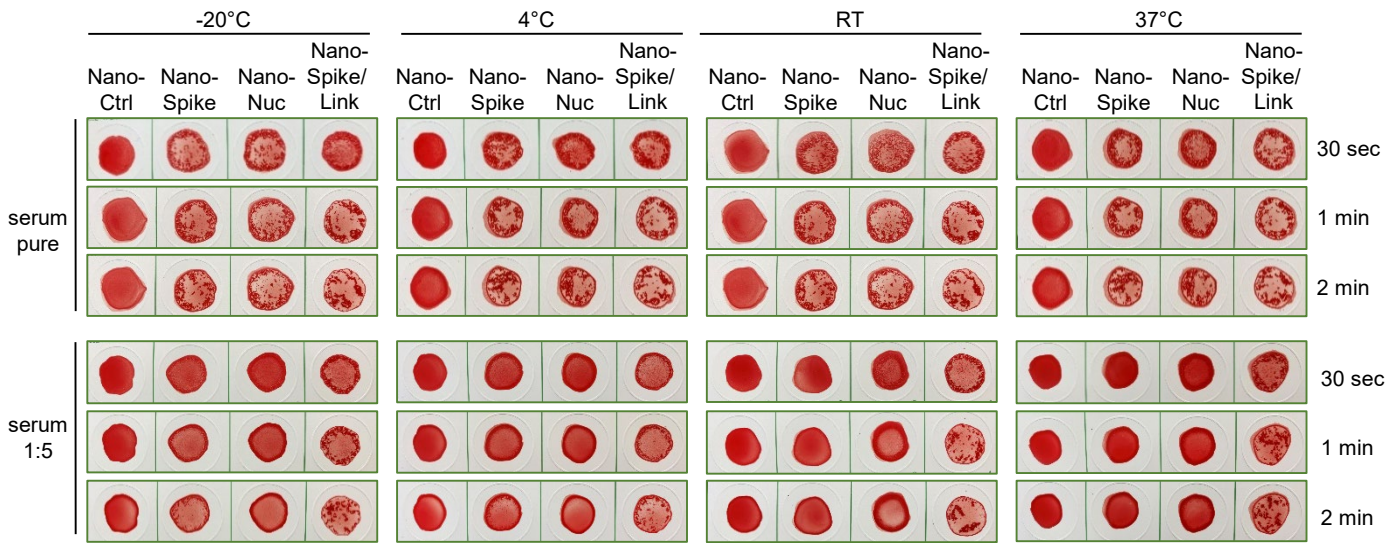 -20°C 4°C RT 37°C
Nano- Nano- Nano- Nano-
Nano- Nano- Nano- Spike/ Nano- Nano- Nano- Spike/ Nano- Nano- Nano- Spike/ Nano- Nano- Nano- Spike/
Ctrl Spike Nuc Link Ctrl Spike Nuc Link Ctrl Spike Nuc Link Ctrl Spike Nuc Link
30 sec
serum
pure
1 min
2 min
30 sec
serum
1:5
1 min
2 min